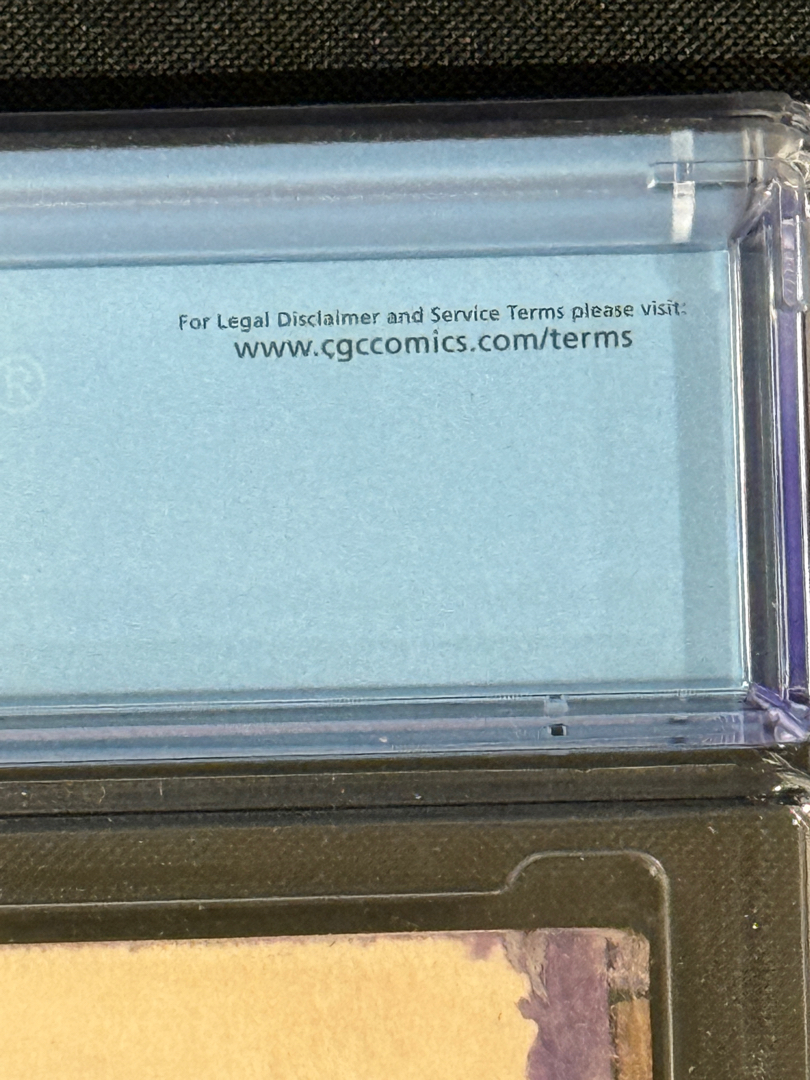 For Legal Disclaimer and Service Terms please visit:
www.cgccomics.com/terms
®